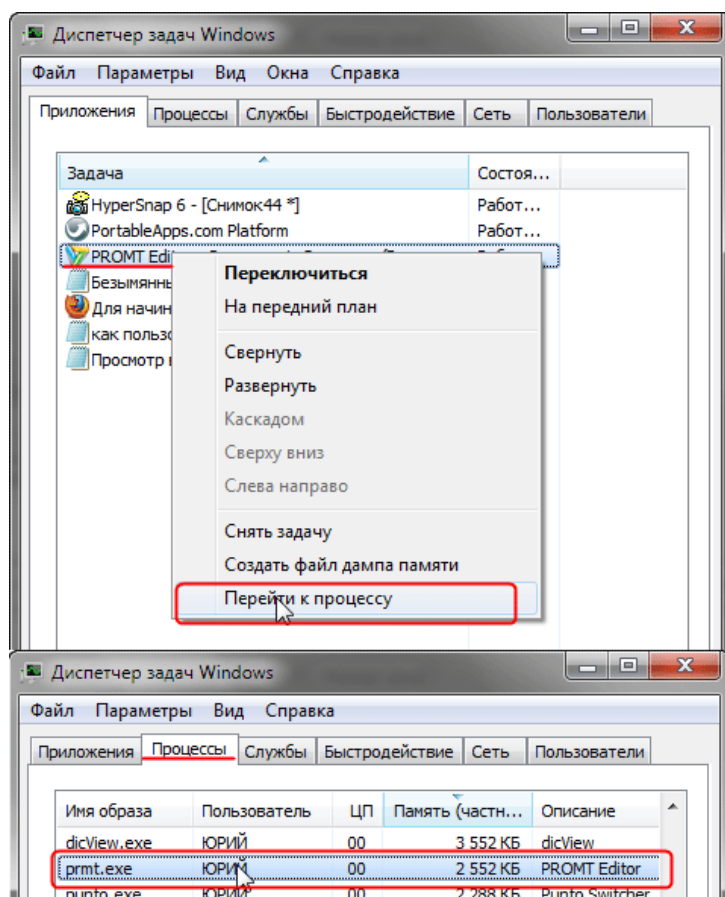 Диспетчер задач Windows
Файл Параметры Вид Окна Справка
Приложения Процессы Службы Быстродействие Сеть Пользователи
Задача Состоя...
HyperSnap 6 - [Снимок44 *] Работ...
PortableApps.com Platform Работ...
PROMT
Переключиться
На передний план
Свернуть
Развернуть
Каскадом
Сверху вниз
Слева направо
Снять задачу
Создать файл дампа памяти
Перейти к процессу
Для
как
Просмотр
Диспетчер задач Windows
Файл Параметры Вид Справка
Приложения Процессы Службы Быстродействие Сеть Пользователи
Имя образа Пользователь ЦП Память (частн... Описание
dicView.exe ЮРИЙ 00 3 552 КБ dicView
prmt.exe ЮРИЙ 00 2 552 КБ PROMT Editor
punto.exe ЮРИЙ 00 2 288 КБ Punto Switcher